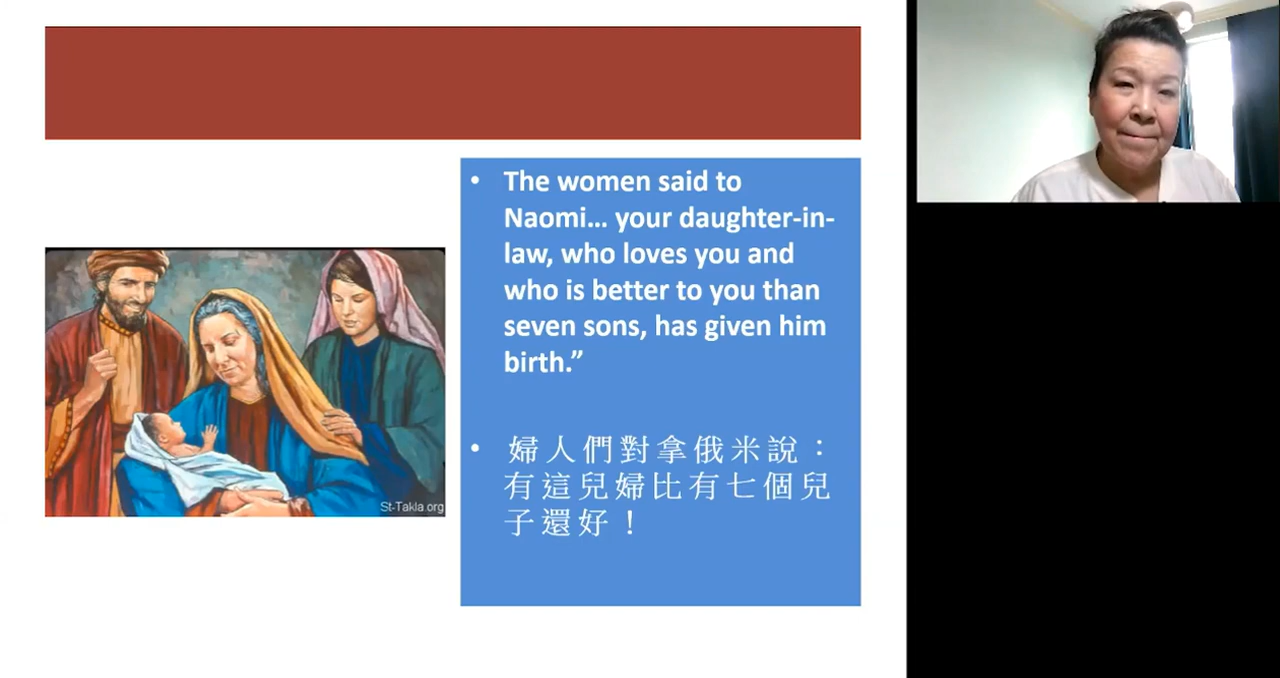 • The women said to
Naomi… your daughter-in-
law, who loves you and
who is better to you than
seven sons, has given him
birth.”
• 婦人們對拿俄米說：
有這兒婦比有七個兒
子還好！
St-Takla.org